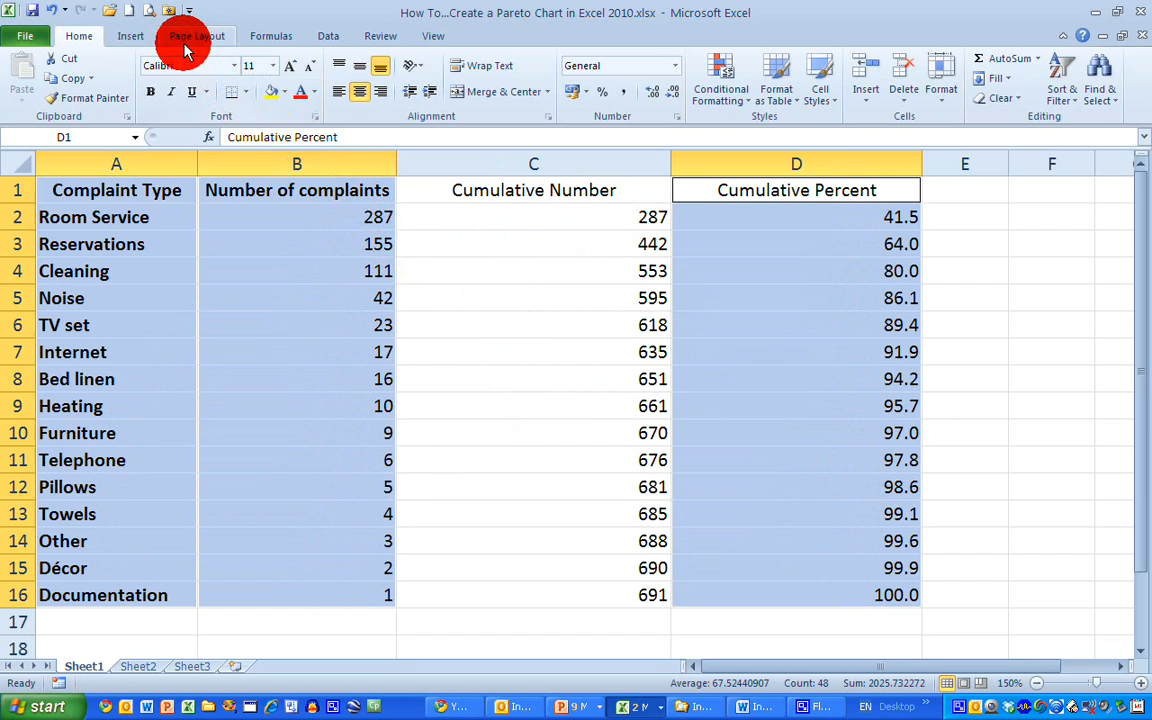 How To...Create a Pareto Chart in Excel 2010.xlsx - Microsoft Excel
File Home Insert Page Layout Formulas Data Review View
Paste
Cut
Copy
Format Painter
Clipboard
11
Font
Wrap Text
Merge & Center
Alignment
General
% ,
Number
Conditional Formatting
Format as Table
Cell Styles
Styles
Insert
Delete
Format
Cells
Σ AutoSum
Fill
Clear
Sort & Filter
Find & Select
Editing
D1 fx Cumulative Percent
A B C D E F
1 Complaint Type Number of complaints Cumulative Number Cumulative Percent
2 Room Service 287 287 41.5
3 Reservations 155 442 64.0
4 Cleaning 111 553 80.0
5 Noise 42 595 86.1
6 TV set 23 618 89.4
7 Internet 17 635 91.9
8 Bed linen 16 651 94.2
9 Heating 10 661 95.7
10 Furniture 9 670 97.0
11 Telephone 6 676 97.8
12 Pillows 5 681 98.6
13 Towels 4 685 99.1
14 Other 3 688 99.6
15 Décor 2 690 99.9
16 Documentation 1 691 100.0
17
18
Sheet1 Sheet2 Sheet3
Ready Average: 67.52440907 Count: 48 Sum: 2025.732272 150%
start Y... In... 9 M 2 M In... In... Fl... EN Desktop »